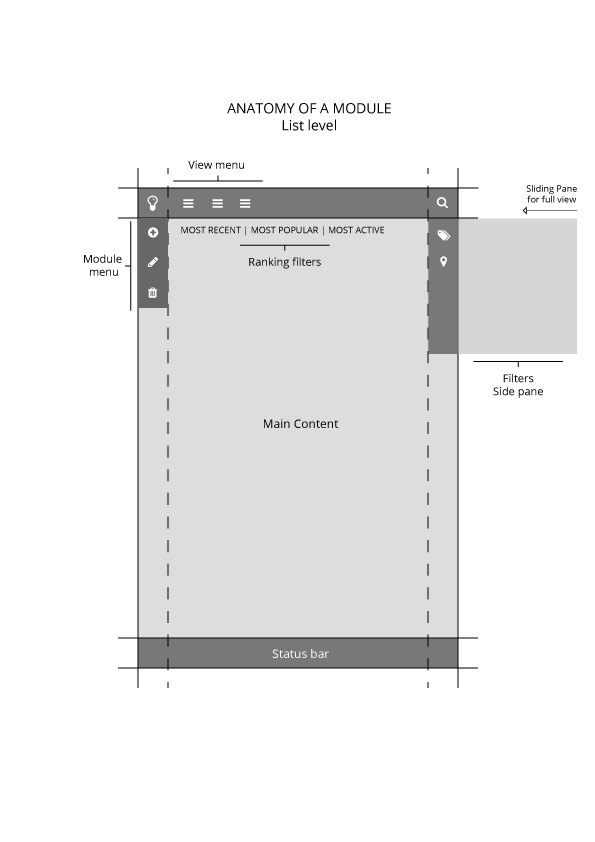 ANATOMY OF A MODULE
List level
View menu
Sliding Pane
for full view
MOST RECENT | MOST POPULAR | MOST ACTIVE
Module
menu
Ranking filters
Filters
Side pane
Main Content
Status bar